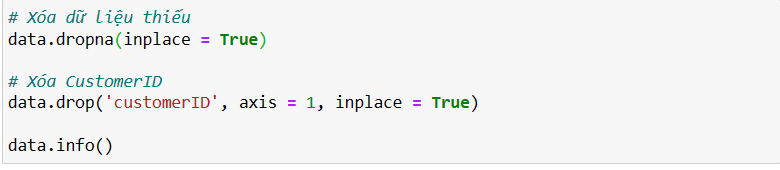 # Xóa dữ liệu thiếu
data.dropna(inplace = True)
# Xóa CustomerID
data.drop('customerID', axis = 1, inplace = True)
data.info()